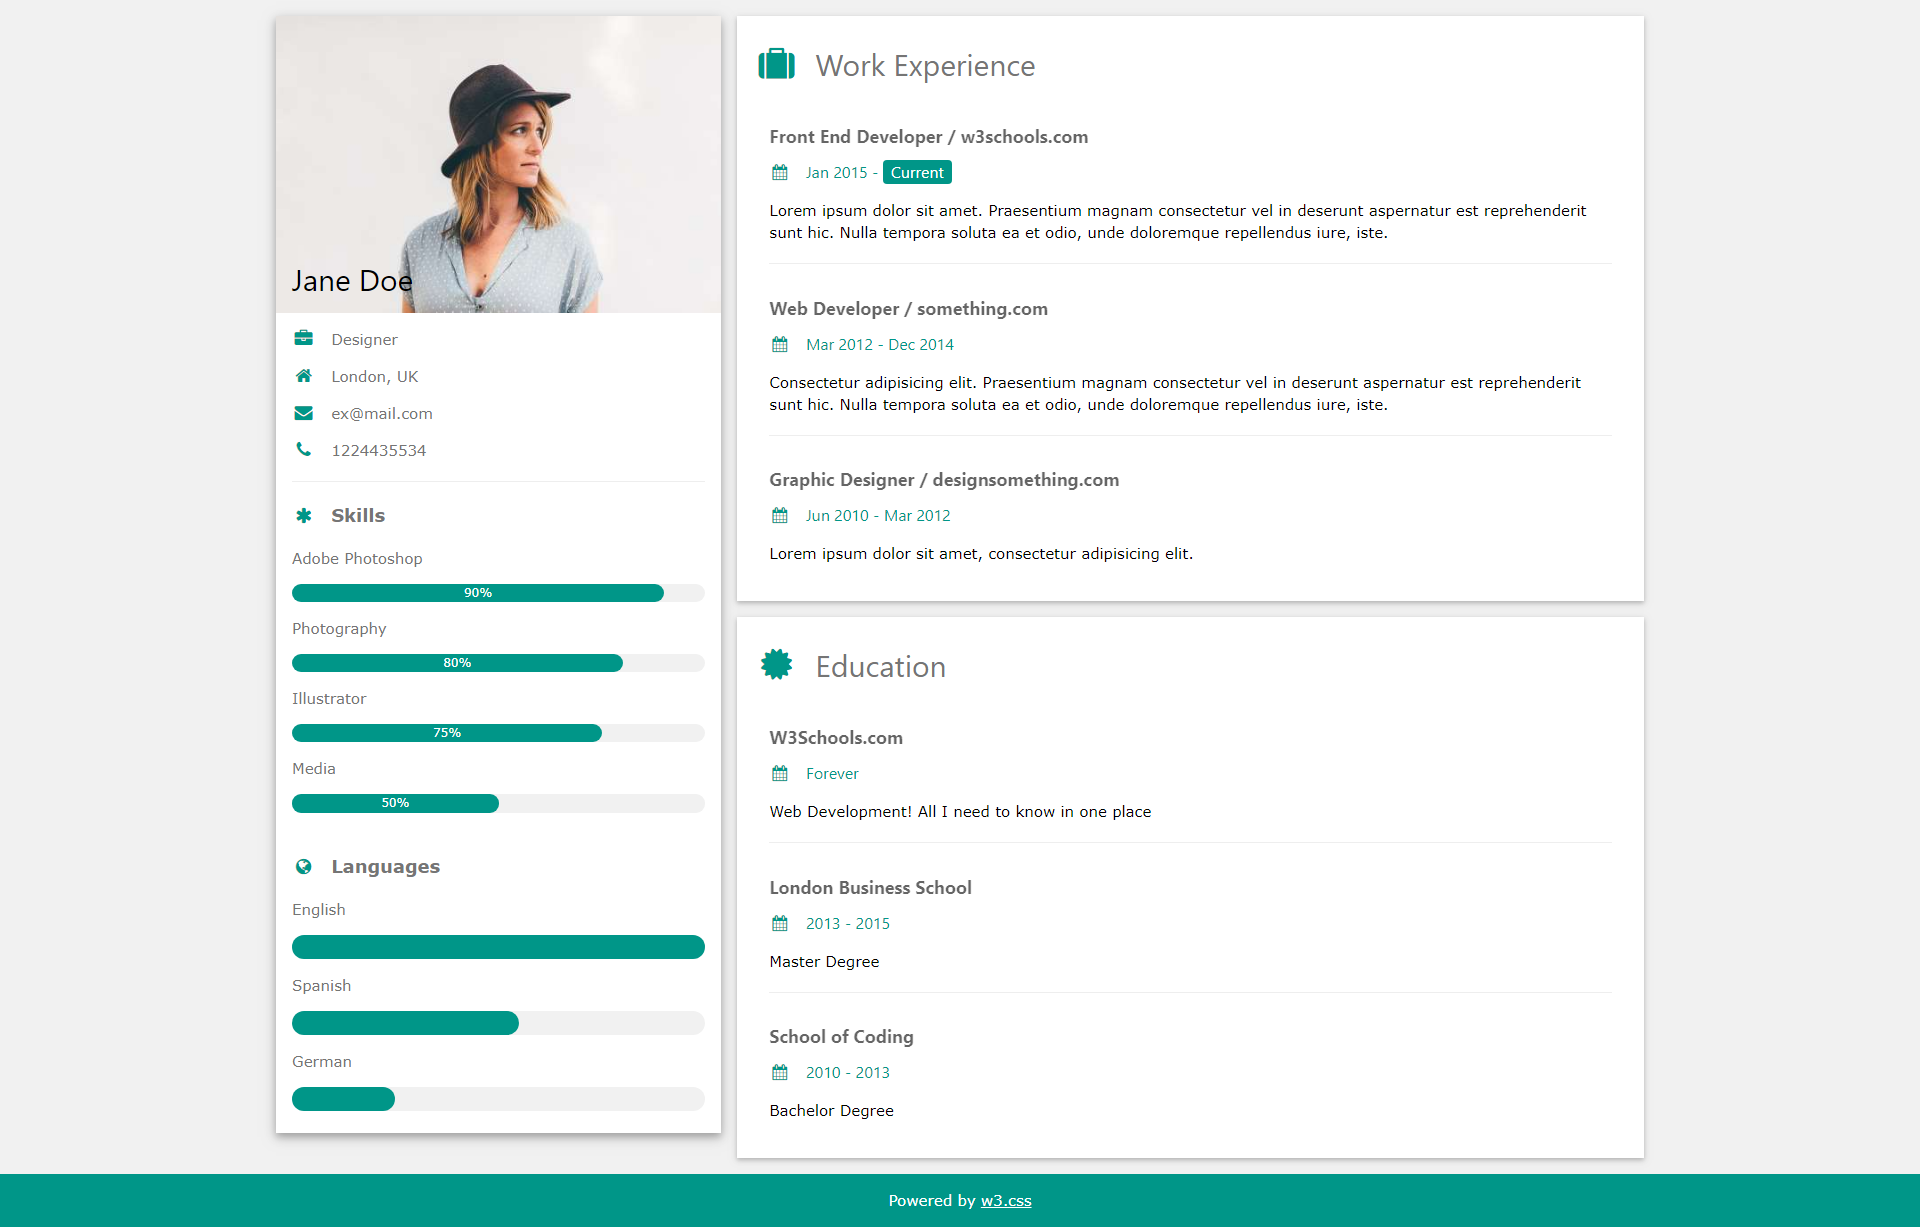 Jane Doe
Designer
London, UK
ex@mail.com
1224435534
Skills
Adobe Photoshop
90%
Photography
80%
Illustrator
75%
Media
50%
Languages
English
Spanish
German
Work Experience
Front End Developer / w3schools.com
Jan 2015 - Current
Lorem ipsum dolor sit amet. Praesentium magnam consectetur vel in deserunt aspernatur est reprehenderit
sunt hic. Nulla tempora soluta ea et odio, unde doloremque repellendus iure, iste.
Web Developer / something.com
Mar 2012 - Dec 2014
Consectetur adipisicing elit. Praesentium magnam consectetur vel in deserunt aspernatur est reprehenderit
sunt hic. Nulla tempora soluta ea et odio, unde doloremque repellendus iure, iste.
Graphic Designer / designsomething.com
Jun 2010 - Mar 2012
Lorem ipsum dolor sit amet, consectetur adipisicing elit.
Education
W3Schools.com
Forever
Web Development! All I need to know in one place
London Business School
2013 - 2015
Master Degree
School of Coding
2010 - 2013
Bachelor Degree
Powered by w3.css